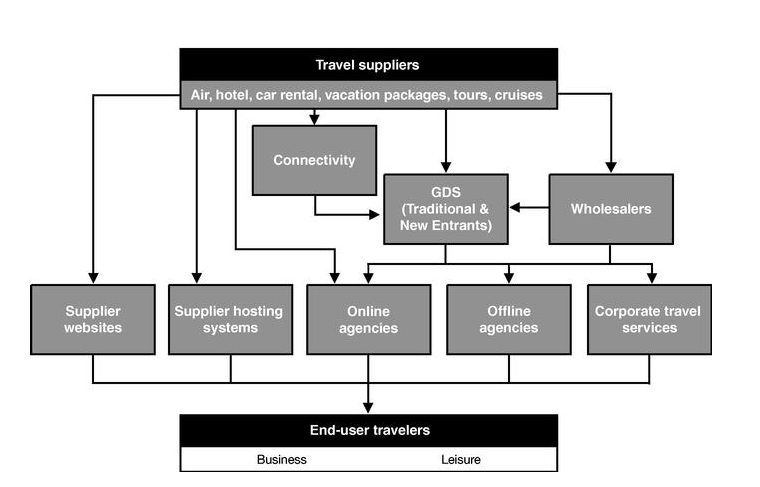 Travel suppliers
Air, hotel, car rental, vacation packages, tours, cruises
Connectivity
GDS
(Traditional &
New Entrants)
Wholesalers
Supplier
websites
Supplier hosting
systems
Online
agencies
Offline
agencies
Corporate travel
services
End-user travelers
Business
Leisure